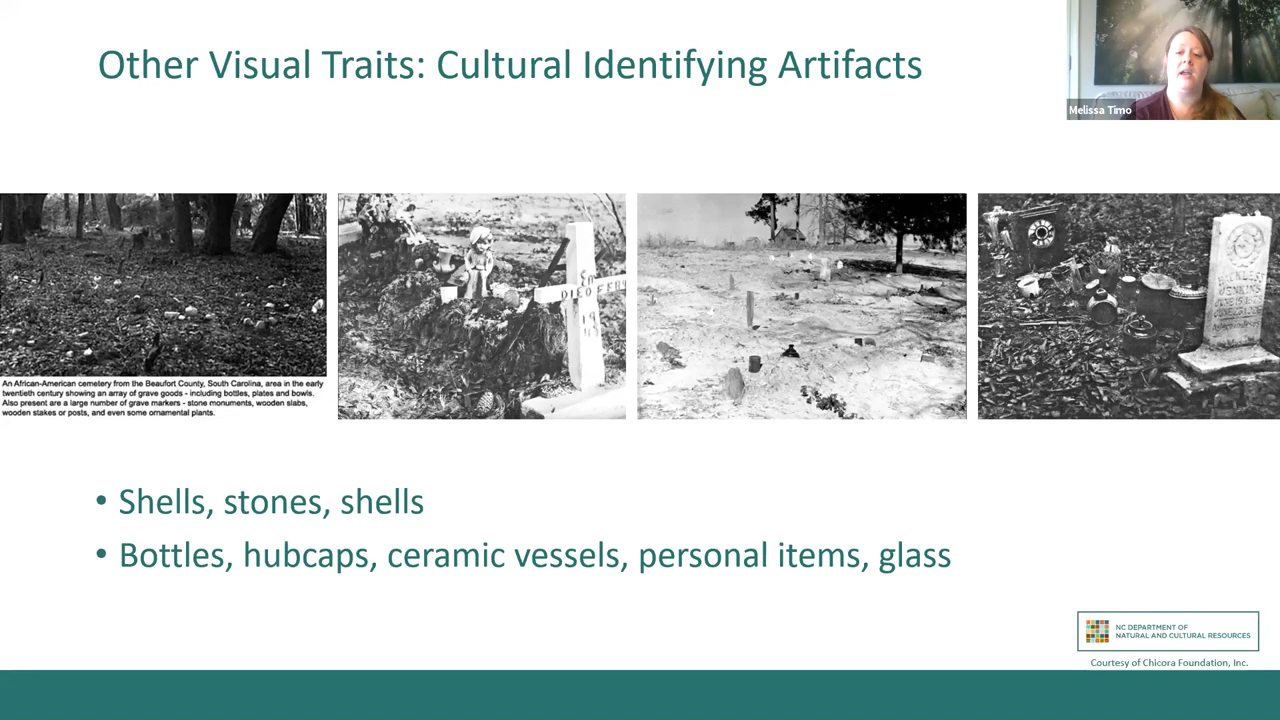 Other Visual Traits: Cultural Identifying Artifacts
Melissa Timo
DIED FE
An African-American cemetery from the Beaufort County, South Carolina, area in the early
twentieth century showing an array of grave goods - including bottles, plates and bowls.
Also present are a large number of grave markers - stone monuments, wooden slabs,
wooden stakes or posts, and even some ornamental plants.
• Shells, stones, shells
• Bottles, hubcaps, ceramic vessels, personal items, glass
NC DEPARTMENT OF
NATURAL AND CULTURAL RESOURCES
Courtesy of Chicora Foundation, Inc.